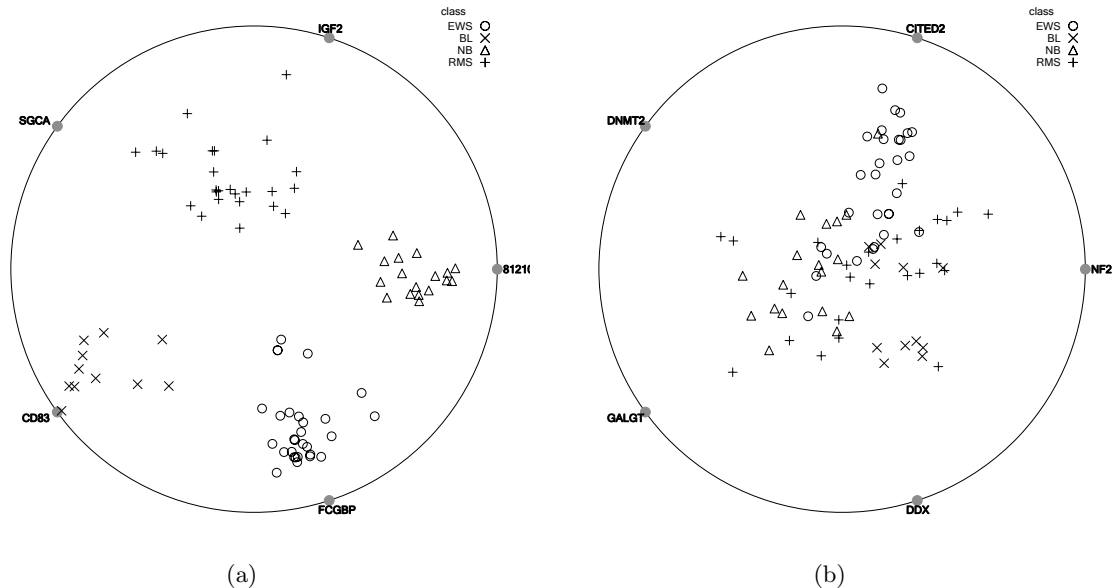 class
EWS
BL
NB
RMS
IGF2
SGCA
81210
CD83
FCGBP
(a)
class
EWS
BL
NB
RMS
CITED2
DNMT2
NF2
GALGT
DDX
(b)